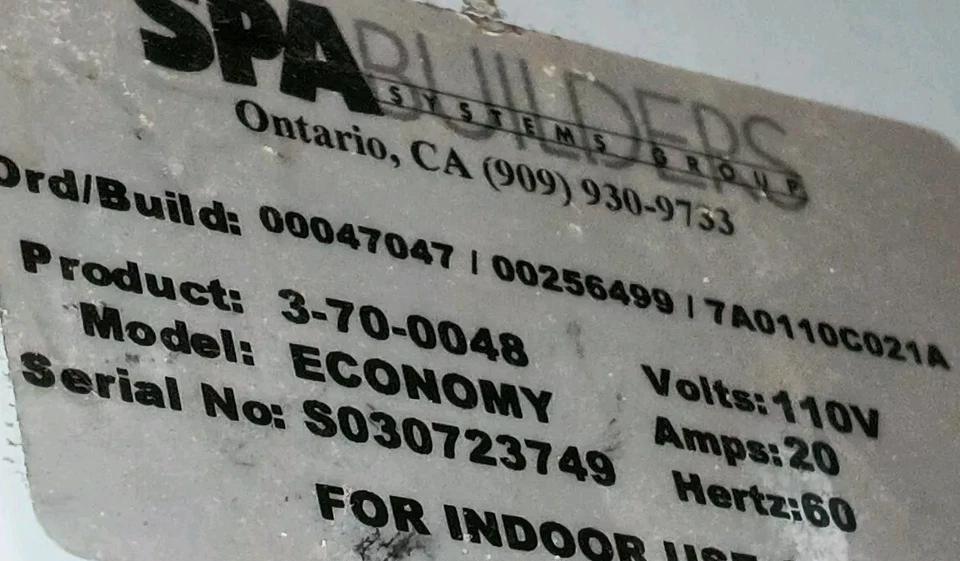 SPA BUILDERS
SYSTEMS GROUP
Ontario, CA (909) 930-9733
Ord/Build: 00047047 / 00256499 / 7A0110C021A
Product: 3-70-0048
Model: ECONOMY
Volts:110V
Serial No: S030723749
Amps:20
Hertz:60
FOR INDOOR USE